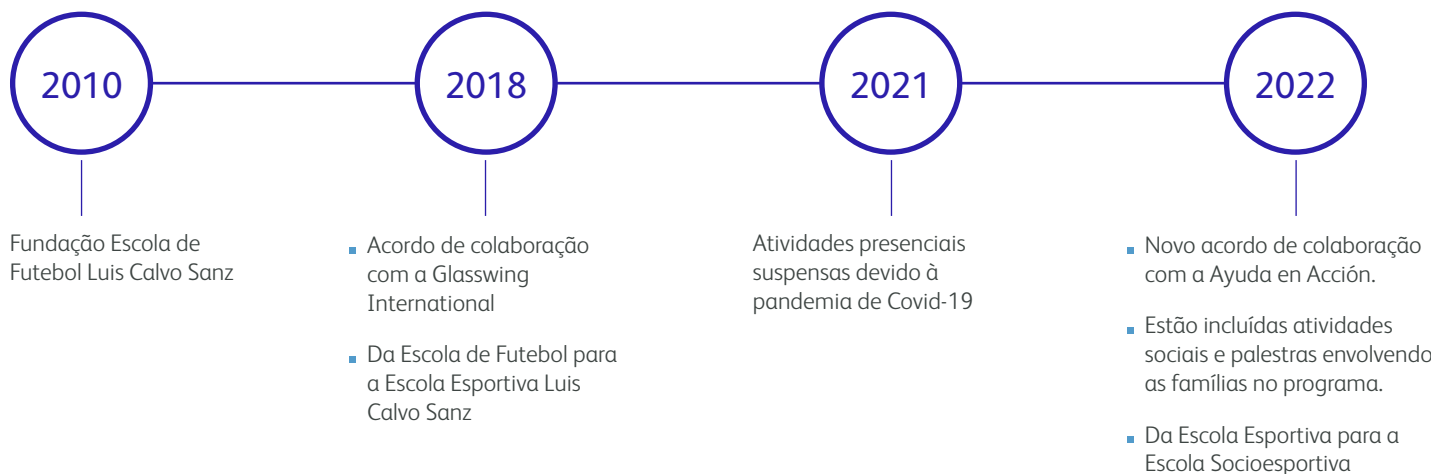 2010
2018
2021
2022
Fundação Escola de
Futebol Luis Calvo Sanz
Acordo de colaboração
com a Glasswing
International
Da Escola de Futebol para
a Escola Esportiva Luis
Calvo Sanz
Atividades presenciais
suspensas devido à
pandemia de Covid-19
Novo acordo de colaboração
com a Ayuda en Acción.
Estão incluídas atividades
sociais e palestras envolvendo
as famílias no programa.
Da Escola Esportiva para a
Escola Socioesportiva